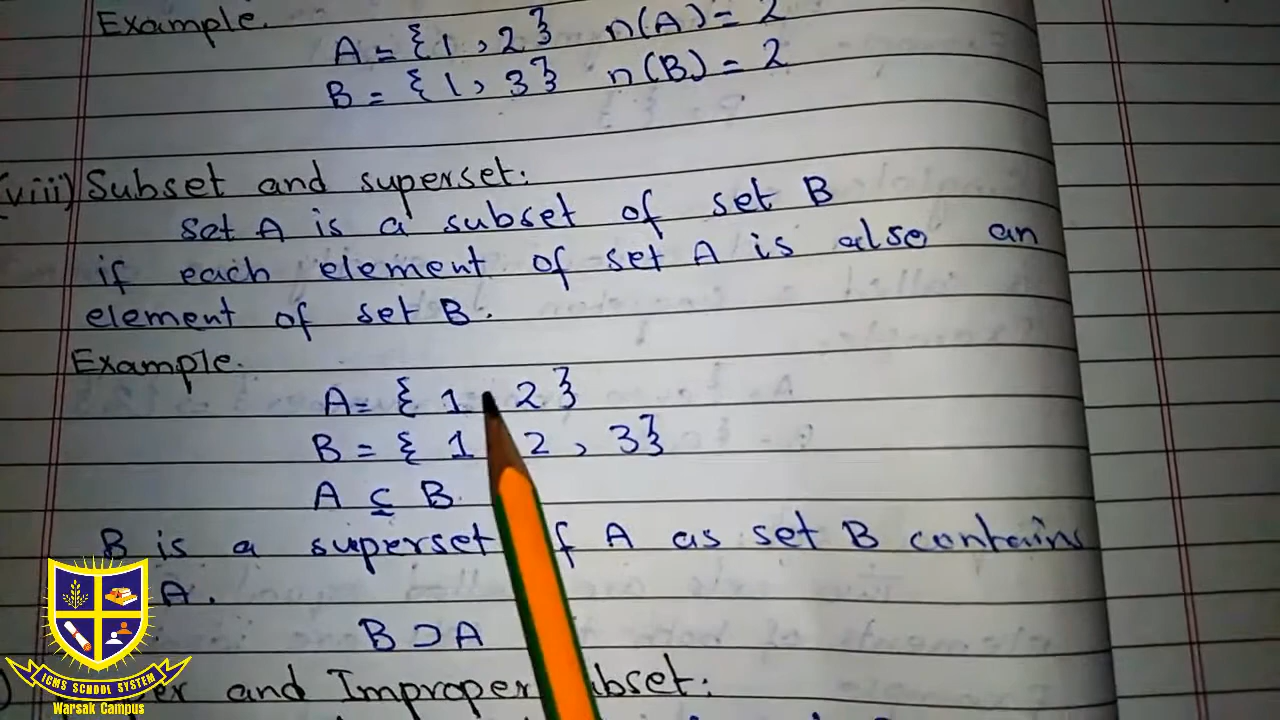 Example.
A = {1, 2} n(A) = 2
B = {1, 3} n(B) = 2
(viii) Subset and superset:
set A is a subset of set B
if each element of set A is also an
element of set B.
Example.
A = { 1 2}
B = { 1 2, 3}
A ⊆ B.
B is a superset f A as set B contains
A.
B ⊃ A
and Improper subset:
ICMS SCHOOL SYSTEM
Warsak Campus